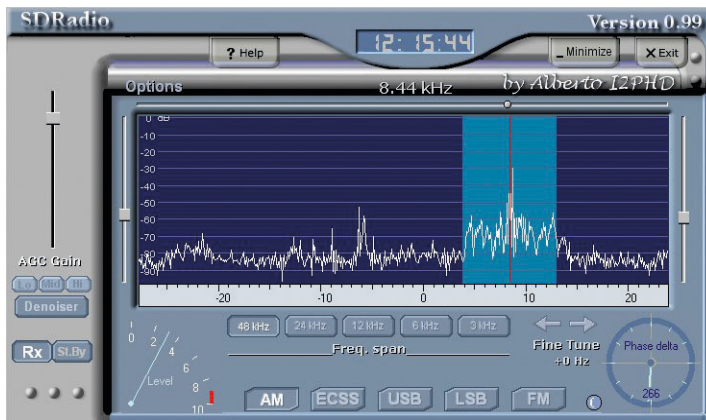 SDRadio
Version 0.99
12:15:44
? Help
_ Minimize
X Exit
Options
8.44 kHz
by Alberto I2PHD
0 dB
-10
-20
-30
-40
-50
-60
-70
-80
-90
-20
-10
0
10
20
AGC Gain
Lo
Mid
Hi
Denoiser
Rx
St.By
0
2
4
6
8
10
Level
48 kHz
24 kHz
12 kHz
6 kHz
3 kHz
Freq. span
Fine Tune
+0 Hz
AM
ECSS
USB
LSB
FM
Phase delta
266